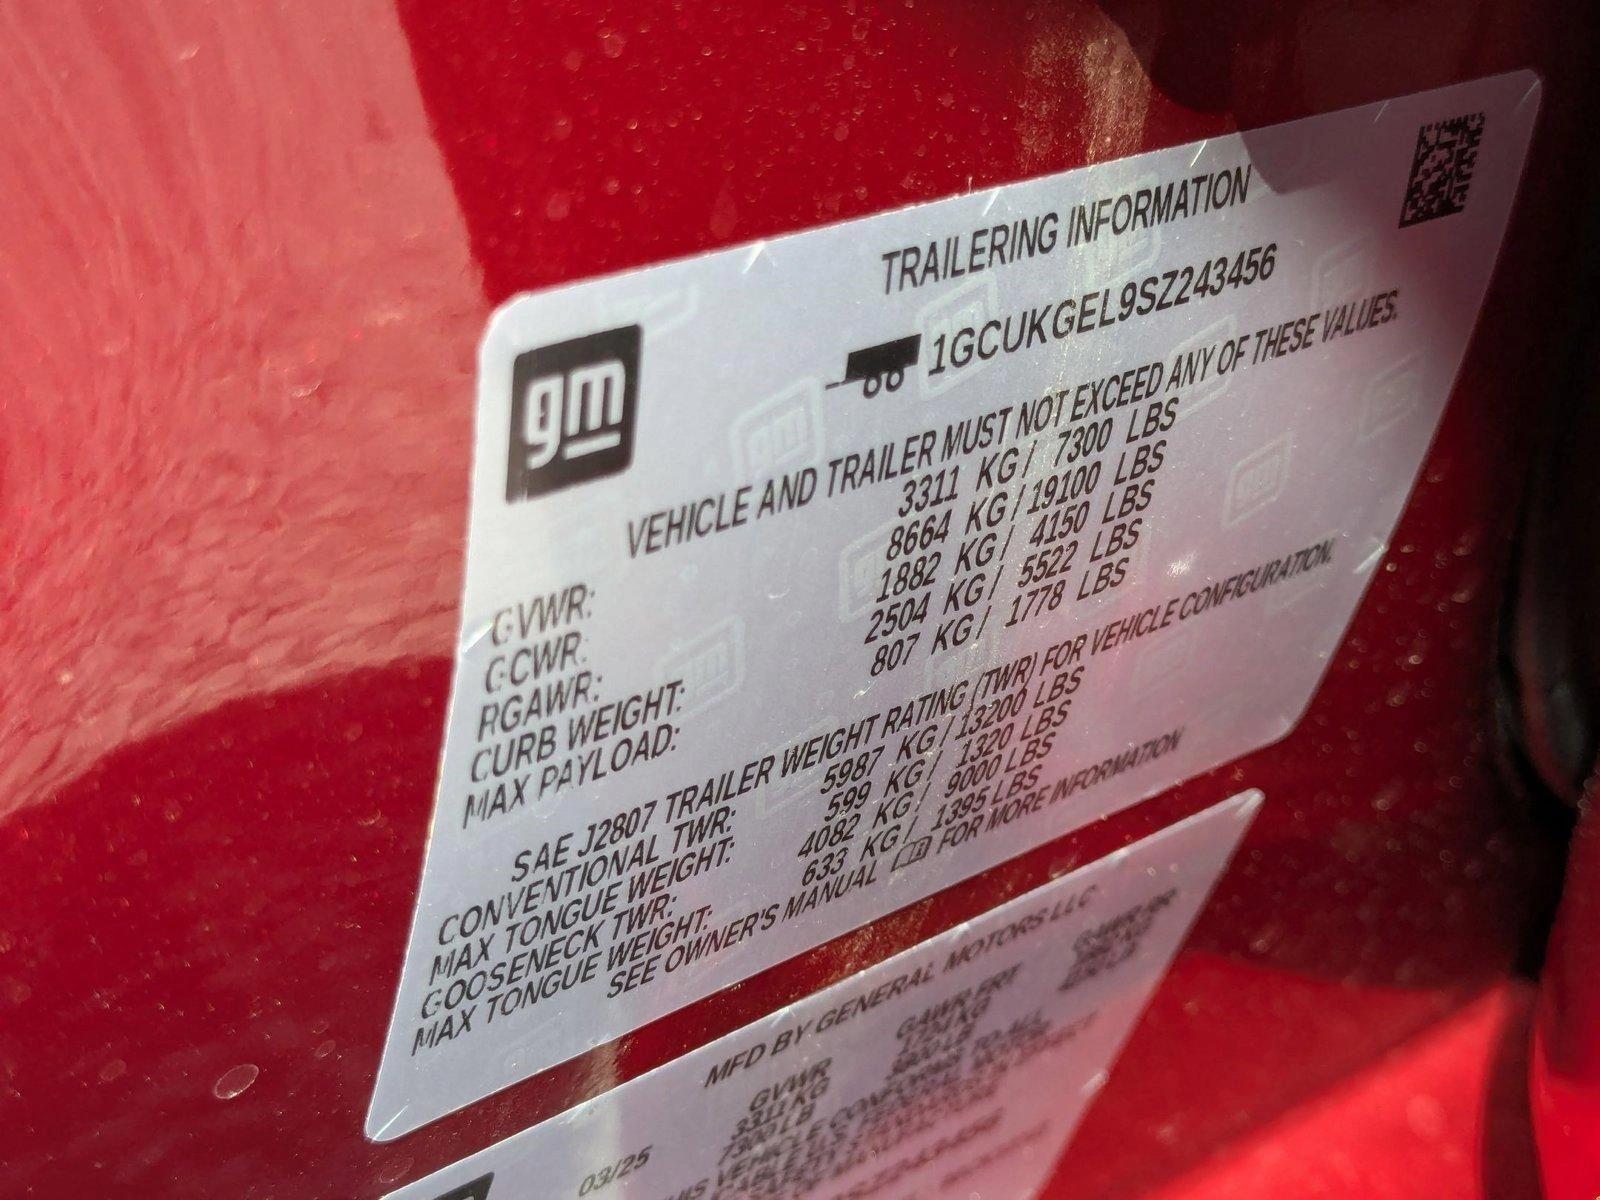 gm
TRAILERING INFORMATION
1GCUKGEL9SZ243456
VEHICLE AND TRAILER MUST NOT EXCEED ANY OF THESE VALUES.
GVWR: 3311 KG / 7300 LBS
GCWR: 8664 KG / 19100 LBS
RGAWR: 1882 KG / 4150 LBS
CURB WEIGHT: 2504 KG / 5522 LBS
MAX PAYLOAD: 807 KG / 1778 LBS
SAE J2807 TRAILER WEIGHT RATING (TWR) FOR VEHICLE CONFIGURATION.
CONVENTIONAL TWR: 5987 KG / 13200 LBS
MAX TONGUE WEIGHT: 599 KG / 1320 LBS
GOOSENECK TWR: 4082 KG / 9000 LBS
MAX TONGUE WEIGHT: 633 KG / 1395 LBS
SEE OWNER'S MANUAL FOR MORE INFORMATION
MFD BY GENERAL MOTORS LLC
03/25
GVWR GAWR FRT GAWR RR
3311 KG
7300 LB